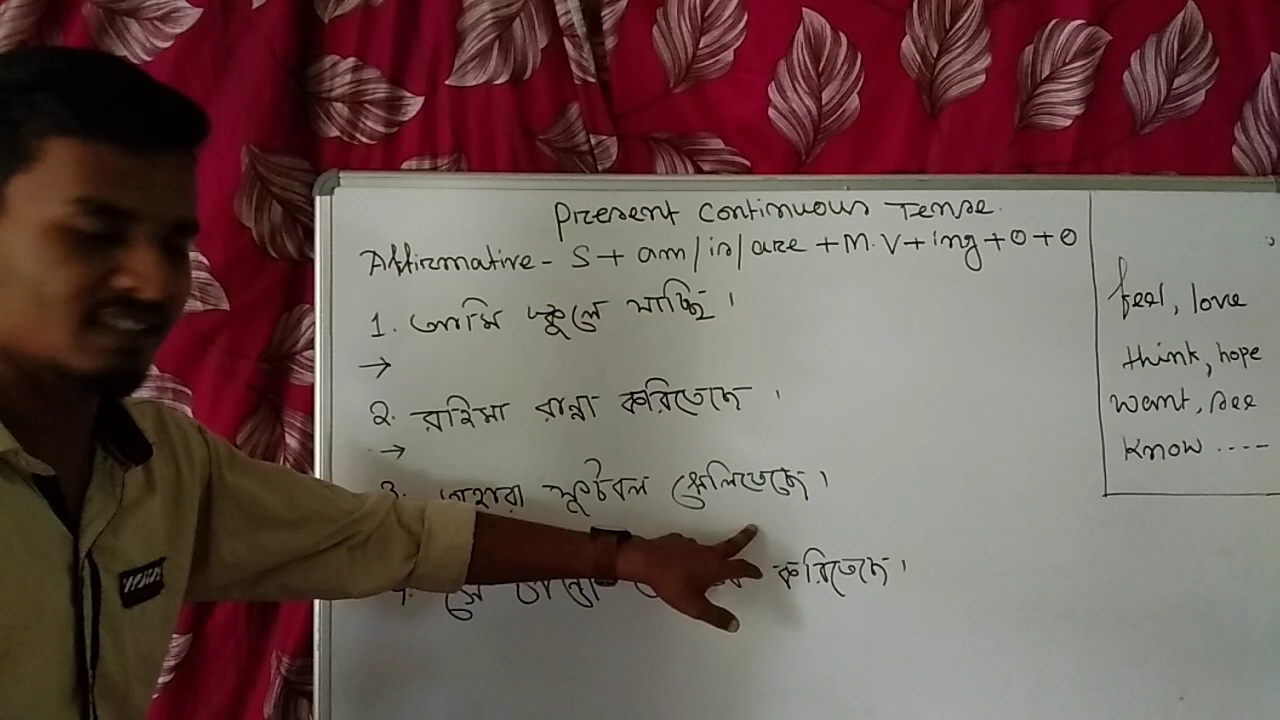 Present Continuous Tense.
Affirmative - S + am/is/are + M.V + ing + O + O
1. আমি স্কুলে যাচ্ছি।
→
2. রহিমা রান্না করিতেছে।
→
3. তাহারা ফুটবল খেলিতেছে।
4. সে করিতেছে।
feel, love
think, hope
want, see
know ----